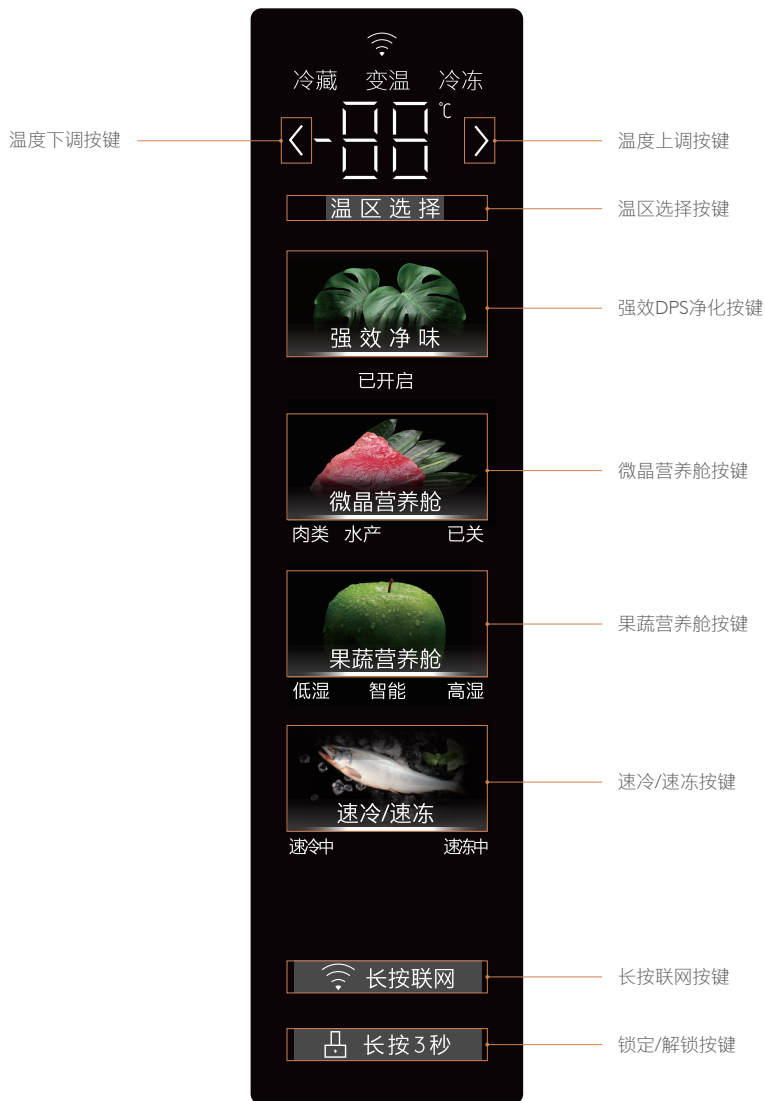 冷藏 变温 冷冻
温度下调按键
-88
℃
温度上调按键
温区选择
温区选择按键
强效净味
强效DPS净化按键
已开启
微晶营养舱
微晶营养舱按键
肉类 水产 已关
果蔬营养舱
果蔬营养舱按键
低湿 智能 高湿
速冷/速冻
速冷/速冻按键
速冷中 速冻中
长按联网
长按联网按键
长按3秒
锁定/解锁按键